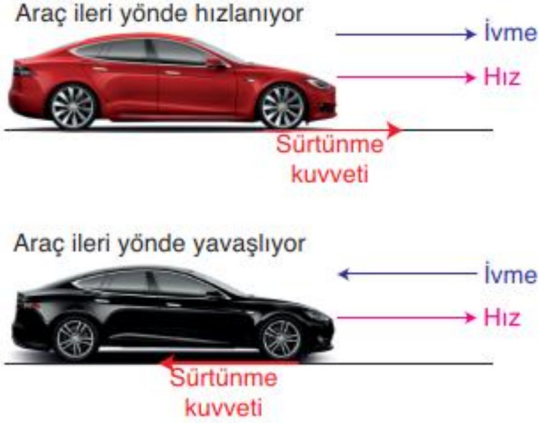 Araç ileri yönde hızlanıyor
İvme
Hız
Sürtünme
kuvveti
Araç ileri yönde yavaşlıyor
İvme
Hız
Sürtünme
kuvveti